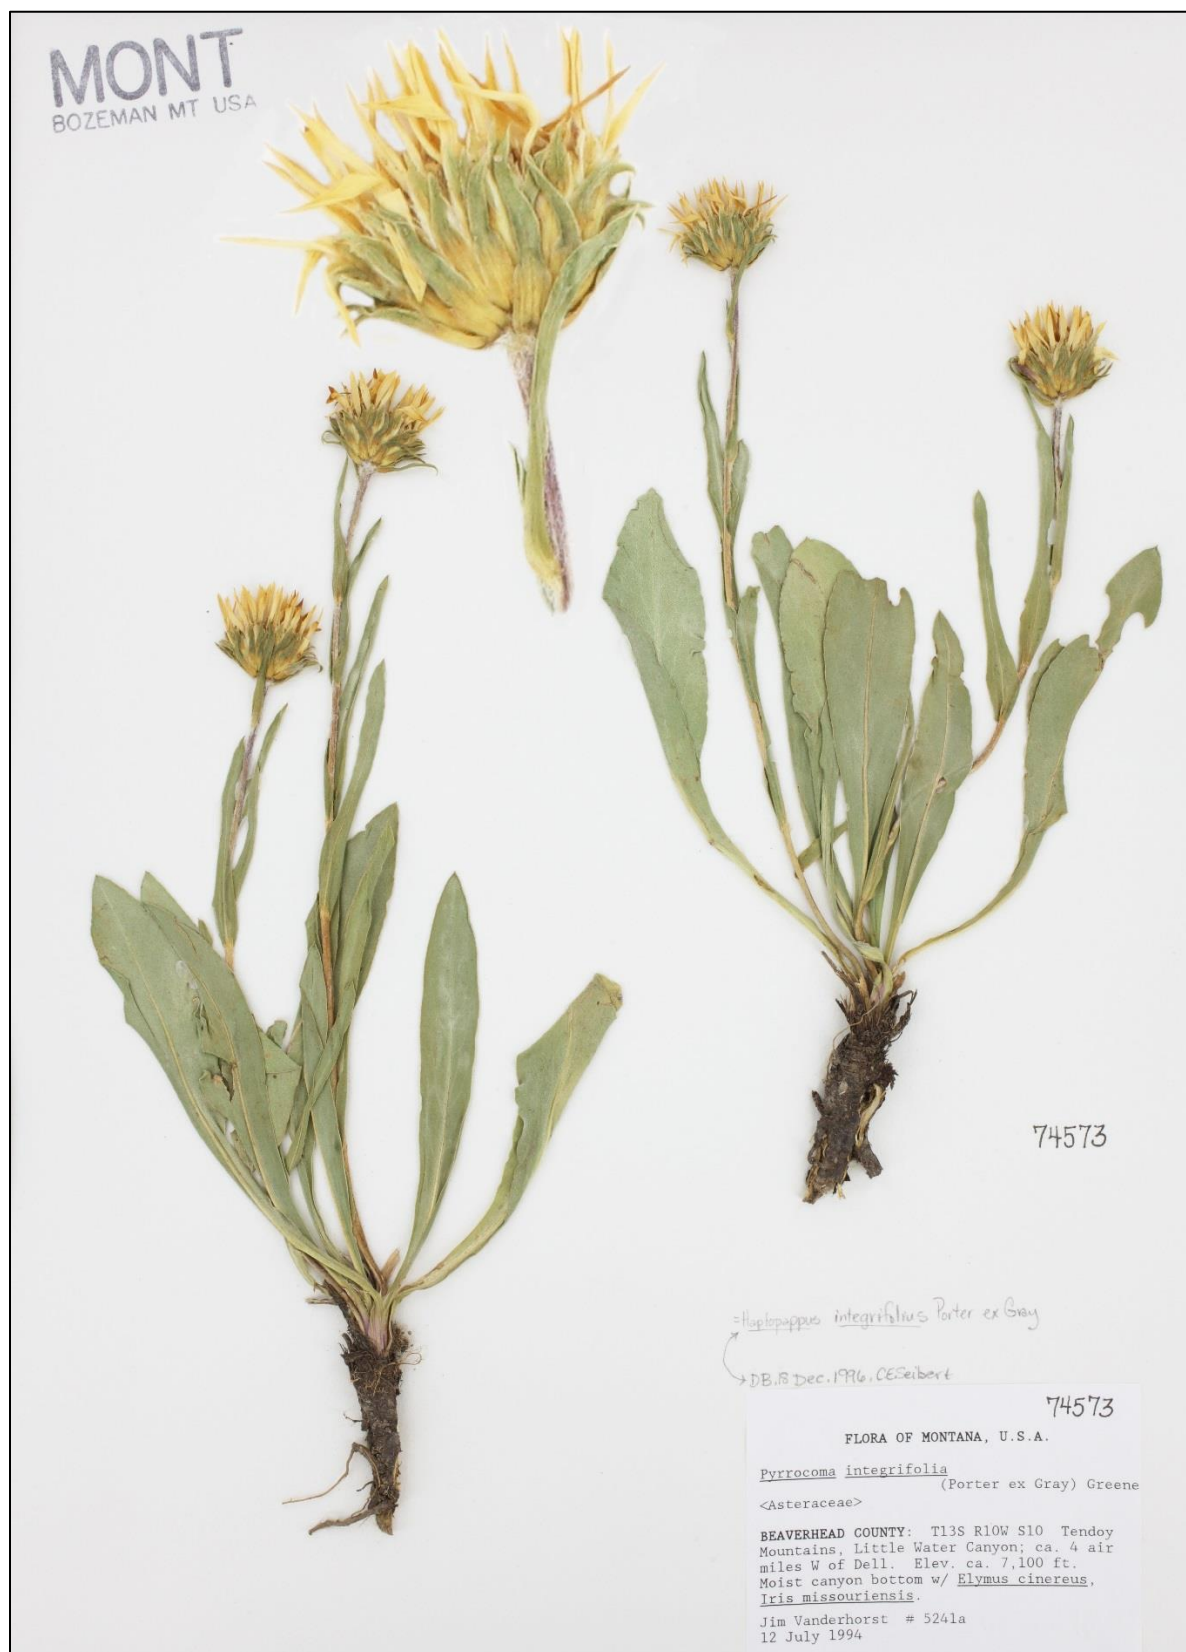 MONT
BOZEMAN MT USA
74573
=Haplopappus integrifolius Porter ex Gray
DB.18 Dec. 1996, CESeibert
74573
FLORA OF MONTANA, U.S.A.
Pyrrocoma integrifolia
(Porter ex Gray) Greene
<Asteraceae>
BEAVERHEAD COUNTY: T13S R10W S10 Tendoy
Mountains, Little Water Canyon; ca. 4 air
miles W of Dell. Elev. ca. 7,100 ft.
Moist canyon bottom w/ Elymus cinereus,
Iris missouriensis.
Jim Vanderhorst # 5241a
12 July 1994